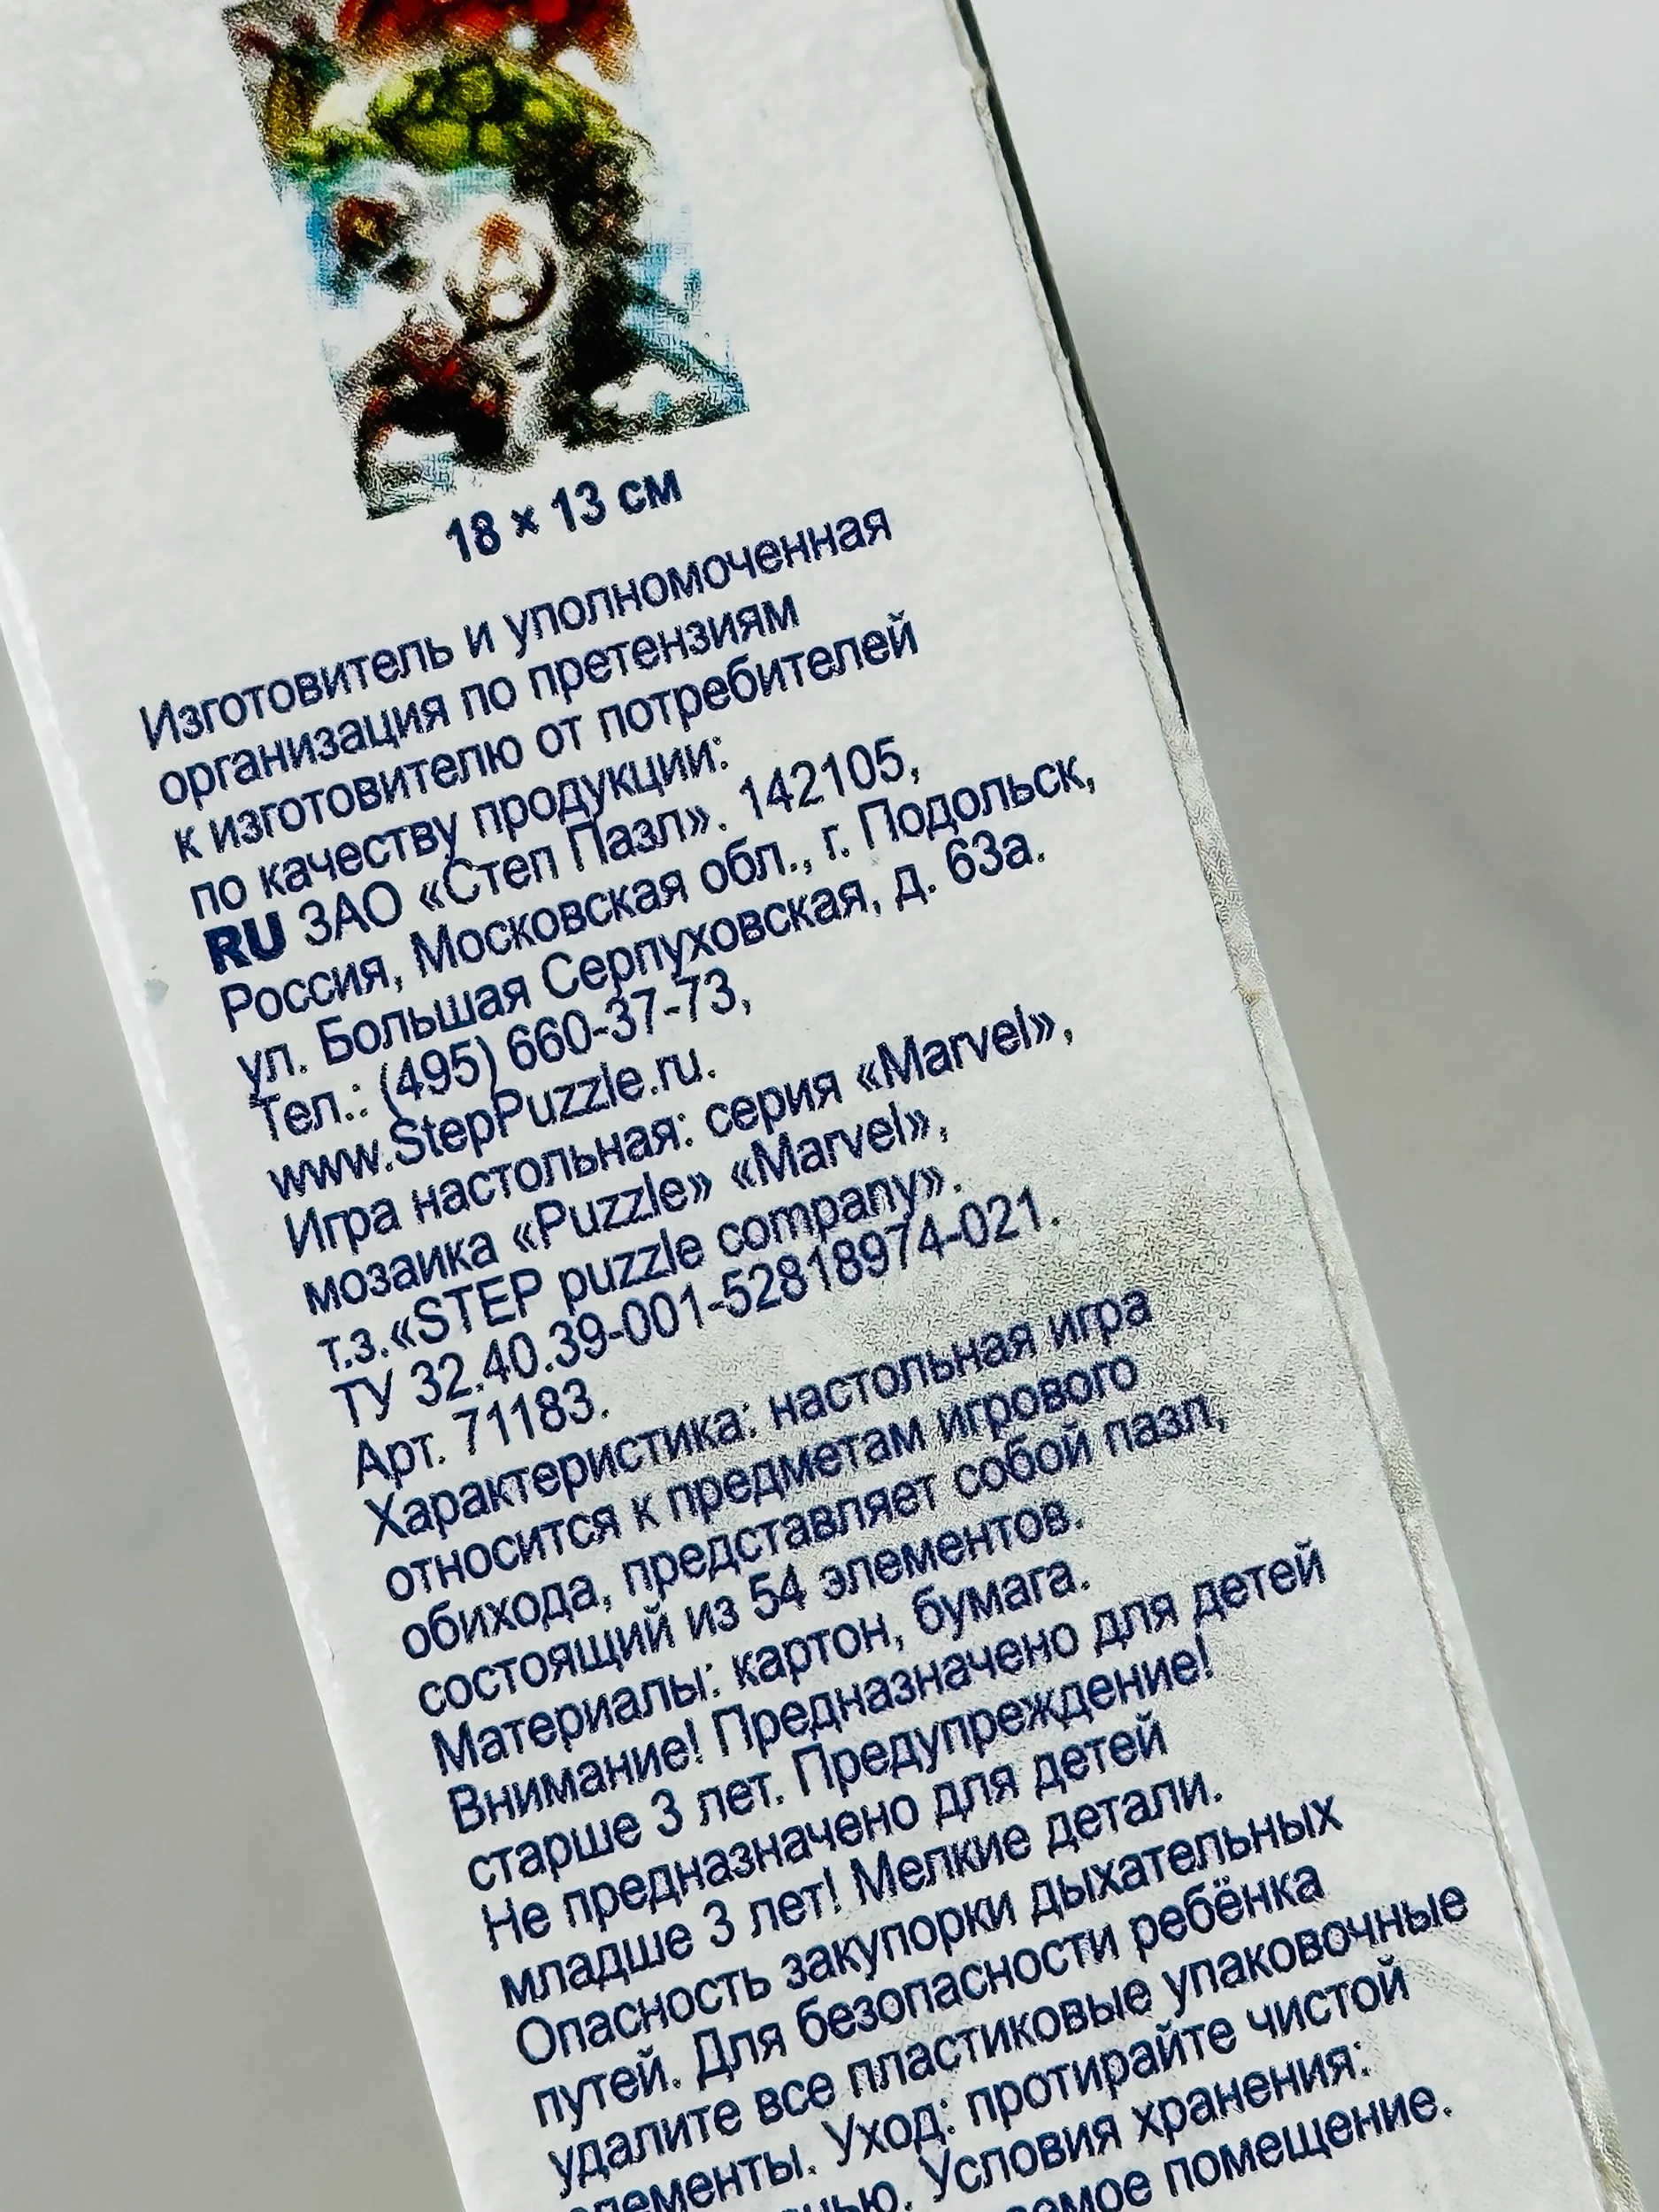 18 × 13 см
Изготовитель и уполномоченная
организация по претензиям
к изготовителю от потребителей
по качеству продукции:
RU ЗАО «Степ Пазл». 142105,
Россия, Московская обл., г. Подольск,
ул. Большая Серпуховская, д. 63а.
Тел.: (495) 660-37-73,
www.StepPuzzle.ru.
Игра настольная: серия «Marvel»,
мозаика «Puzzle» «Marvel»,
т.з.«STEP puzzle company».
ТУ 32.40.39-001-52818974-021.
Арт. 71183.
Характеристика: настольная игра
относится к предметам игрового
обихода, представляет собой пазл,
состоящий из 54 элементов.
Материалы: картон, бумага.
Внимание! Предназначено для детей
старше 3 лет. Предупреждение!
Не предназначено для детей
младше 3 лет! Мелкие детали.
Опасность закупорки дыхательных
путей. Для безопасности ребёнка
удалите все пластиковые упаковочные
Уход: протирайте чистой
Условия хранения:
помещение.